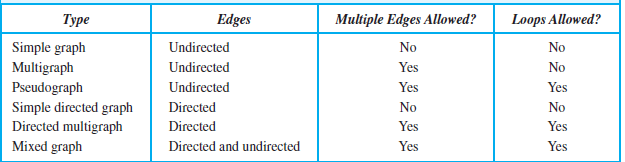 Type Edges Multiple Edges Allowed? Loops Allowed?
Simple graph Undirected No No
Multigraph Undirected Yes No
Pseudograph Undirected Yes Yes
Simple directed graph Directed No No
Directed multigraph Directed Yes Yes
Mixed graph Directed and undirected Yes Yes